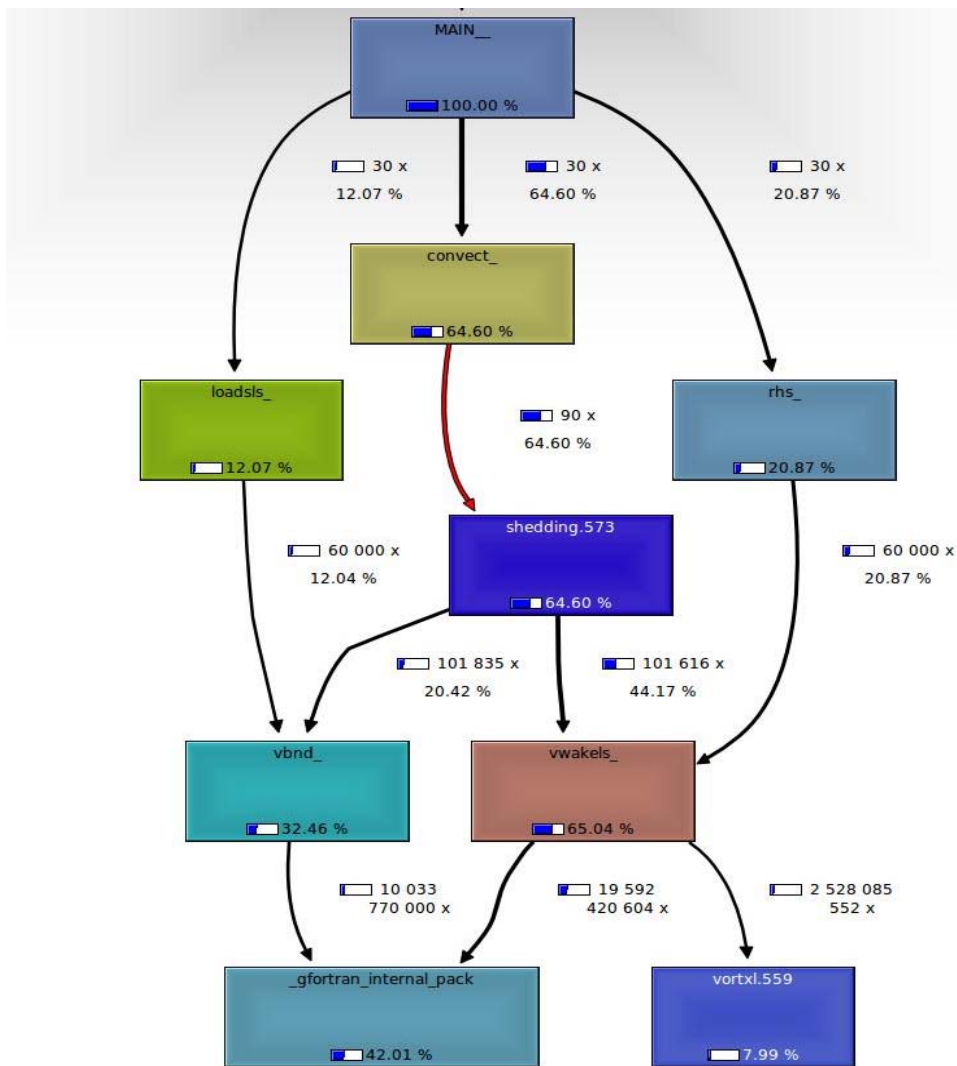 MAIN__
100.00 %
30 x
12.07 %
30 x
64.60 %
30 x
20.87 %
convect_
64.60 %
loadsls_
12.07 %
rhs_
20.87 %
90 x
64.60 %
shedding.573
64.60 %
60 000 x
12.04 %
60 000 x
20.87 %
101 835 x
20.42 %
101 616 x
44.17 %
vbnd_
32.46 %
vwakels_
65.04 %
10 033
770 000 x
19 592
420 604 x
2 528 085
552 x
_gfortran_internal_pack
42.01 %
vortxl.559
7.99 %